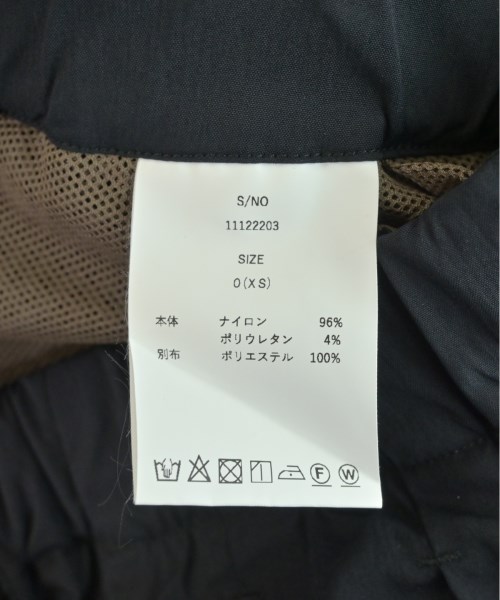 S/NO
11122203
SIZE
0(XS)
本体 ナイロン 96%
ポリウレタン 4%
別布 ポリエステル 100%
F W